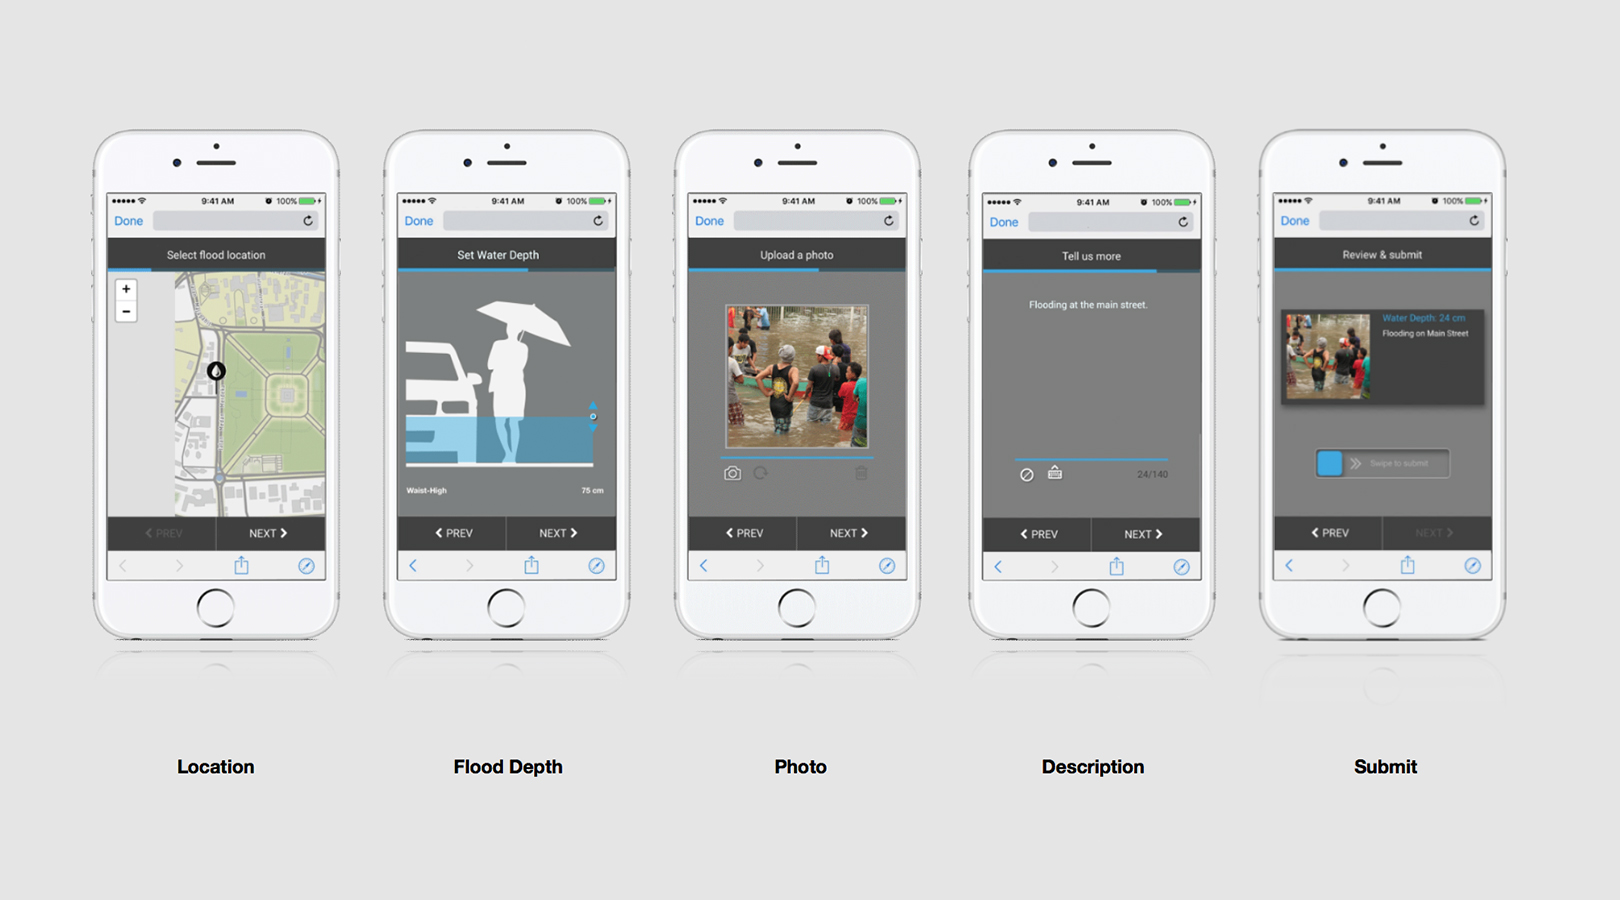 9:41 AM
100%
Done
Select flood location
+
−
PREV
NEXT
9:41 AM
100%
Done
Set Water Depth
Waist-High
75 cm
PREV
NEXT
9:41 AM
100%
Done
Upload a photo
PREV
NEXT
9:41 AM
100%
Done
Tell us more
Flooding at the main street.
24/140
PREV
NEXT
9:41 AM
100%
Done
Review & submit
Water Depth: 24 cm
Flooding on Main Street
Swipe to submit
PREV
NEXT
Location
Flood Depth
Photo
Description
Submit